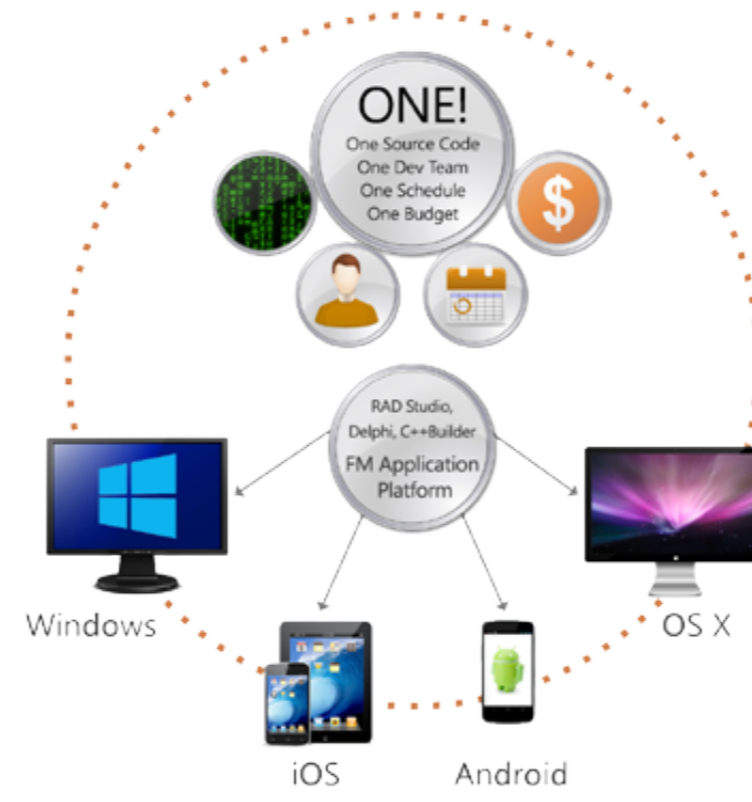 ONE!
One Source Code
One Dev Team
One Schedule
One Budget
$
RAD Studio,
Delphi, C++Builder
FM Application
Platform
Windows
OS X
iOS
Android